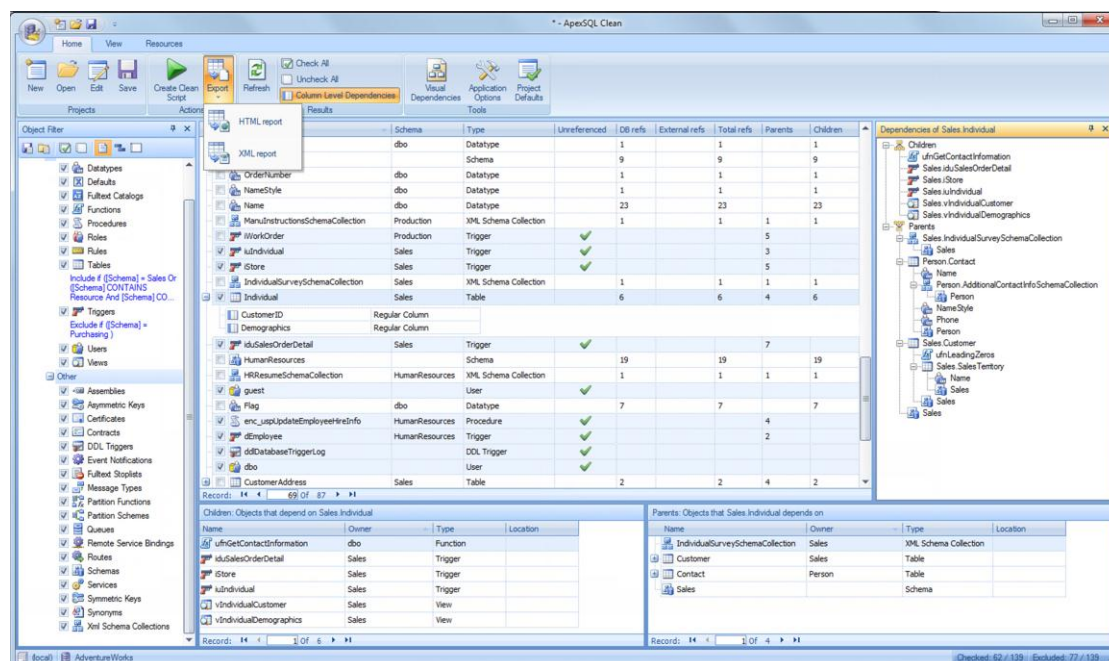 * - ApexSQL Clean
Home View Resources
New Open Edit Save Create Clean Script Export Refresh Check All Uncheck All Column Level Dependencies Visual Dependencies Application Options Project Defaults
Projects Actions Results Tools
HTML report
XML report
Object Filter
Datatypes
Defaults
Fulltext Catalogs
Functions
Procedures
Roles
Rules
Tables
Include if ([Schema] = Sales Or
([Schema] CONTAINS
Resource And [Schema] CO...
Triggers
Exclude if ([Schema] =
Purchasing )
Users
Views
Other
Assemblies
Asymmetric Keys
Certificates
Contracts
DDL Triggers
Event Notifications
Fulltext Stoplists
Message Types
Partition Functions
Partition Schemes
Queues
Remote Service Bindings
Routes
Schemas
Services
Symmetric Keys
Synonyms
Xml Schema Collections
Schema Type Unreferenced DB refs External refs Total refs Parents Children
dbo Datatype 1 1 1
Schema 9 9 9
OrderNumber dbo Datatype 1 1 1
NameStyle dbo Datatype 1 1 1
Name dbo Datatype 23 23 23
ManuInstructionsSchemaCollection Production XML Schema Collection 1 1 1 1
iWorkOrder Production Trigger 5
iuIndividual Sales Trigger 3
iStore Sales Trigger 5
IndividualSurveySchemaCollection Sales XML Schema Collection 1 1 1 1
Individual Sales Table 6 6 4 6
CustomerID Regular Column
Demographics Regular Column
iduSalesOrderDetail Sales Trigger 7
HumanResources Schema 19 19 19
HRResumeSchemaCollection HumanResources XML Schema Collection 1 1 1 1
guest User
Flag dbo Datatype 7 7 7
enc_uspUpdateEmployeeHireInfo HumanResources Procedure 4
dEmployee HumanResources Trigger 2
ddlDatabaseTriggerLog DDL Trigger
dbo User
CustomerAddress Sales Table 2 2 4 2
Record: 69 Of 87
Dependencies of Sales.Individual
Children
ufnGetContactInformation
Sales.iduSalesOrderDetail
Sales.iStore
Sales.iuIndividual
Sales.vIndividualCustomer
Sales.vIndividualDemographics
Parents
Sales.IndividualSurveySchemaCollection
Sales
Person.Contact
Name
Person.AdditionalContactInfoSchemaCollection
Person
NameStyle
Phone
Person
Sales.Customer
ufnLeadingZeros
Sales.SalesTerritory
Name
Sales
Sales
Sales
Children: Objects that depend on Sales.Individual
Name Owner Type Location
ufnGetContactInformation dbo Function
iduSalesOrderDetail Sales Trigger
iStore Sales Trigger
iuIndividual Sales Trigger
vIndividualCustomer Sales View
vIndividualDemographics Sales View
Record: 1 Of 6
Parents: Objects that Sales.Individual depends on
Name Owner Type Location
IndividualSurveySchemaCollection Sales XML Schema Collection
Customer Sales Table
Contact Person Table
Sales Schema
Record: 1 Of 4
(local) AdventureWorks Checked: 62 / 139 Excluded: 77 / 139